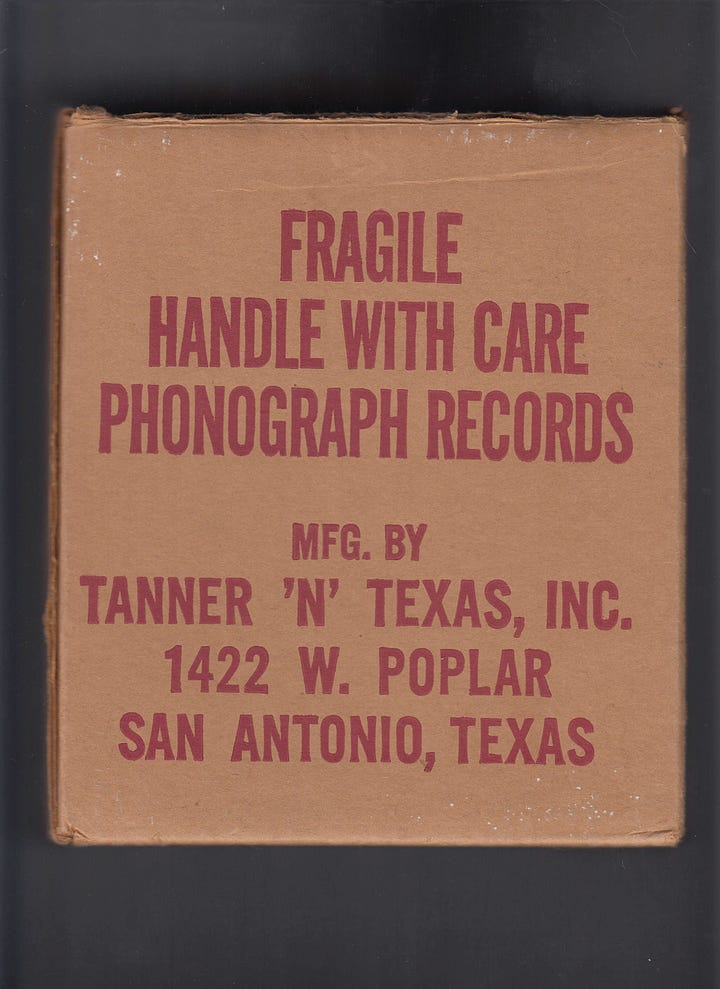 FRAGILE
HANDLE WITH CARE
PHONOGRAPH RECORDS
MFG. BY
TANNER 'N' TEXAS, INC.
1422 W. POPLAR
SAN ANTONIO, TEXAS